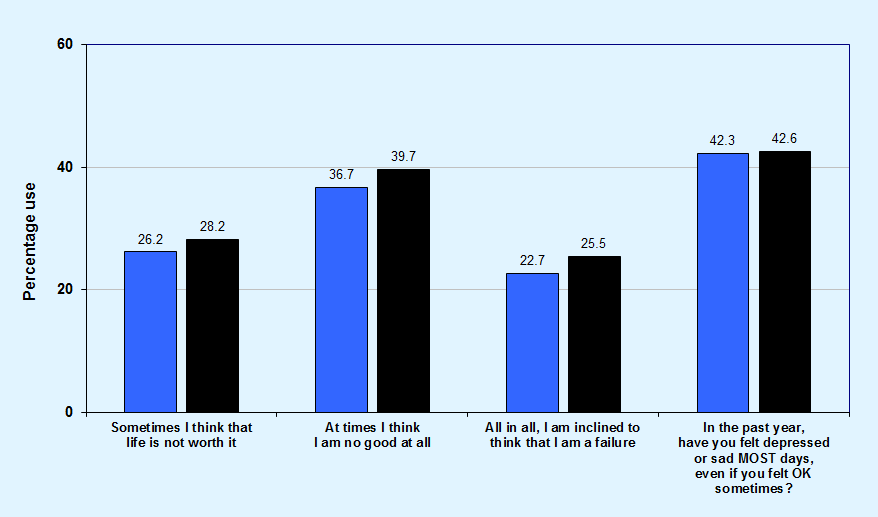 60
40
20
0
Percentage use
26.2
28.2
36.7
39.7
22.7
25.5
42.3
42.6
Sometimes I think that
life is not worth it
At times I think
I am no good at all
All in all, I am inclined to
think that I am a failure
In the past year,
have you felt depressed
or sad MOST days,
even if you felt OK
sometimes?